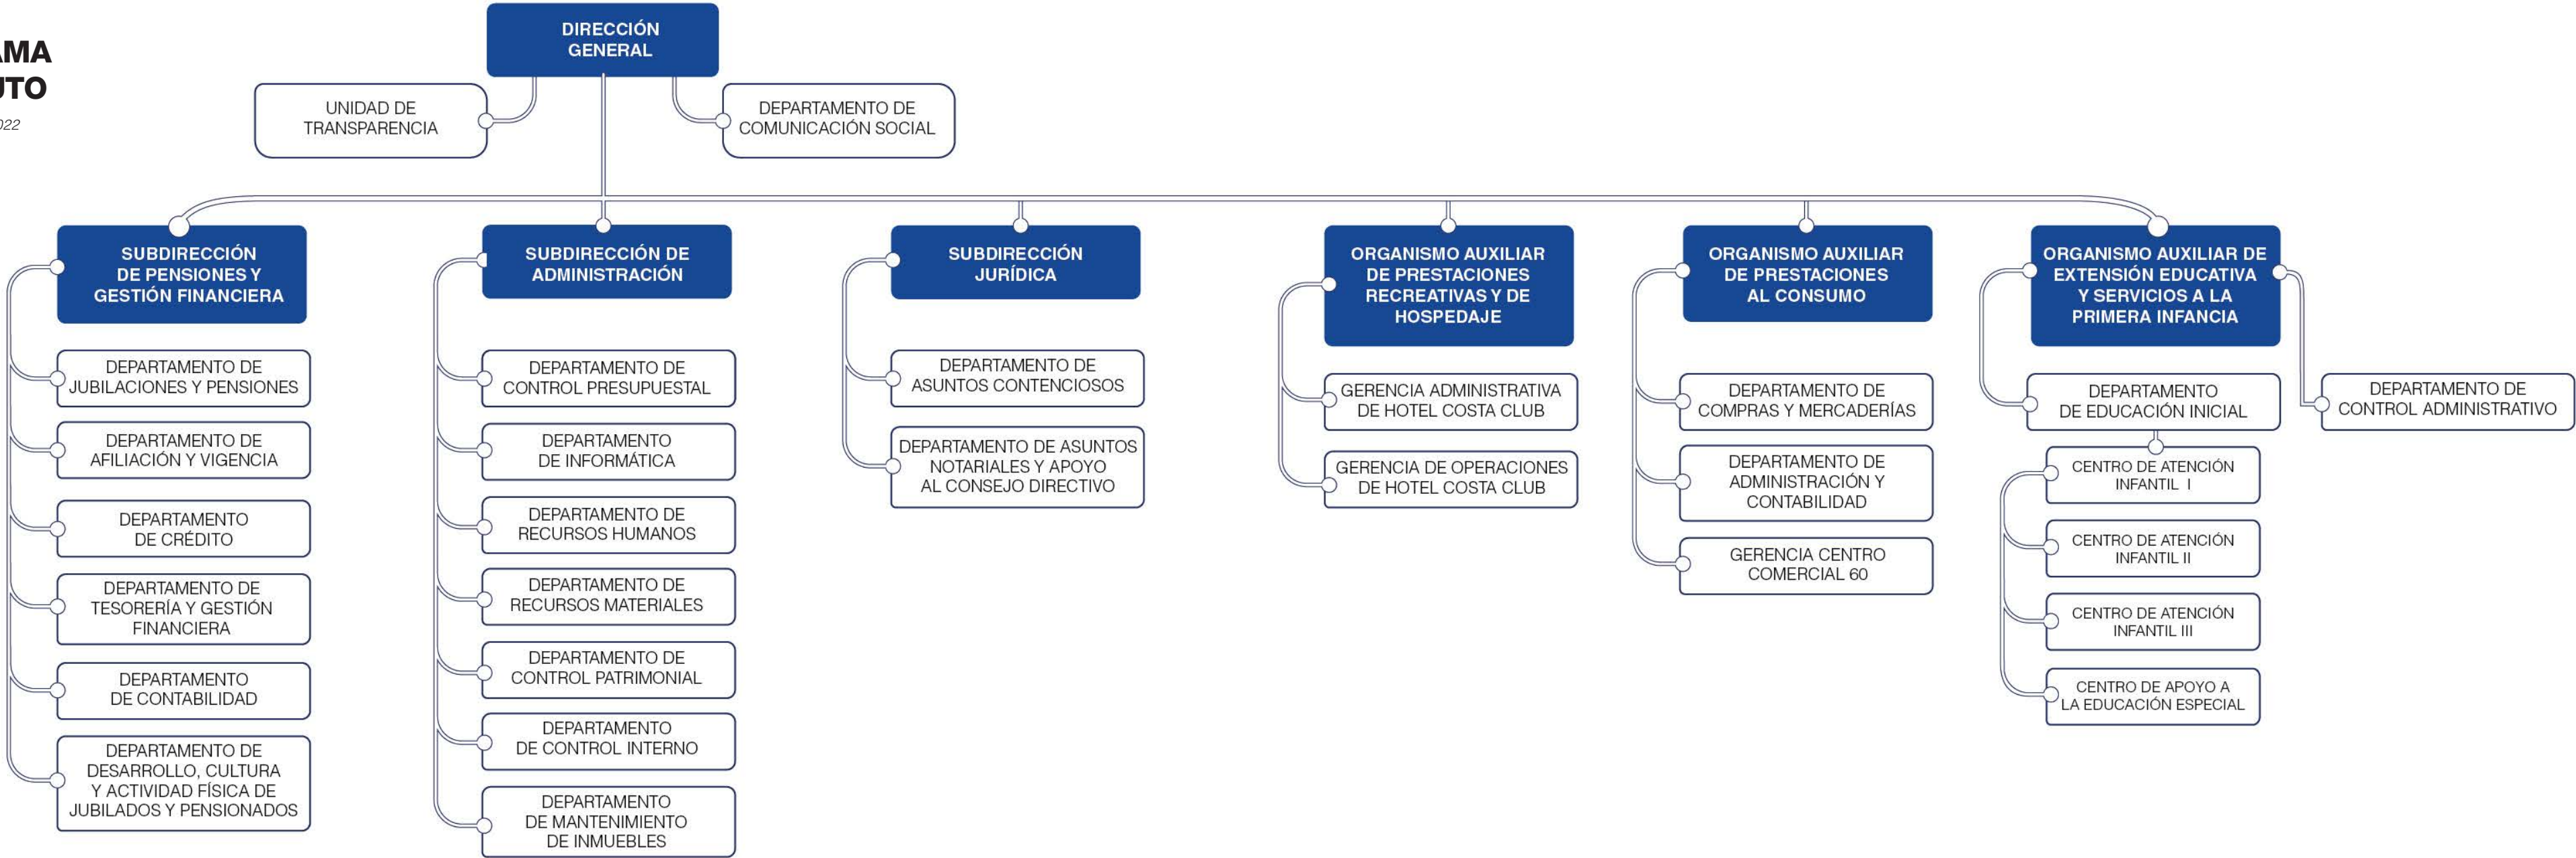 AMA
UTO
022
DIRECCIÓN
GENERAL
UNIDAD DE
TRANSPARENCIA
DEPARTAMENTO DE
COMUNICACIÓN SOCIAL
SUBDIRECCIÓN
DE PENSIONES Y
GESTIÓN FINANCIERA
DEPARTAMENTO DE
JUBILACIONES Y PENSIONES
DEPARTAMENTO DE
AFILIACIÓN Y VIGENCIA
DEPARTAMENTO
DE CRÉDITO
DEPARTAMENTO DE
TESORERÍA Y GESTIÓN
FINANCIERA
DEPARTAMENTO
DE CONTABILIDAD
DEPARTAMENTO DE
DESARROLLO, CULTURA
Y ACTIVIDAD FÍSICA DE
JUBILADOS Y PENSIONADOS
SUBDIRECCIÓN DE
ADMINISTRACIÓN
DEPARTAMENTO DE
CONTROL PRESUPUESTAL
DEPARTAMENTO
DE INFORMÁTICA
DEPARTAMENTO DE
RECURSOS HUMANOS
DEPARTAMENTO DE
RECURSOS MATERIALES
DEPARTAMENTO DE
CONTROL PATRIMONIAL
DEPARTAMENTO
DE CONTROL INTERNO
DEPARTAMENTO
DE MANTENIMIENTO
DE INMUEBLES
SUBDIRECCIÓN
JURÍDICA
DEPARTAMENTO DE
ASUNTOS CONTENCIOSOS
DEPARTAMENTO DE ASUNTOS
NOTARIALES Y APOYO
AL CONSEJO DIRECTIVO
ORGANISMO AUXILIAR
DE PRESTACIONES
RECREATIVAS Y DE
HOSPEDAJE
GERENCIA ADMINISTRATIVA
DE HOTEL COSTA CLUB
GERENCIA DE OPERACIONES
DE HOTEL COSTA CLUB
ORGANISMO AUXILIAR
DE PRESTACIONES
AL CONSUMO
DEPARTAMENTO DE
COMPRAS Y MERCADERÍAS
DEPARTAMENTO DE
ADMINISTRACIÓN Y
CONTABILIDAD
GERENCIA CENTRO
COMERCIAL 60
ORGANISMO AUXILIAR DE
EXTENSIÓN EDUCATIVA
Y SERVICIOS A LA
PRIMERA INFANCIA
DEPARTAMENTO
DE EDUCACIÓN INICIAL
CENTRO DE ATENCIÓN
INFANTIL I
CENTRO DE ATENCIÓN
INFANTIL II
CENTRO DE ATENCIÓN
INFANTIL III
CENTRO DE APOYO A
LA EDUCACIÓN ESPECIAL
DEPARTAMENTO DE
CONTROL ADMINISTRATIVO